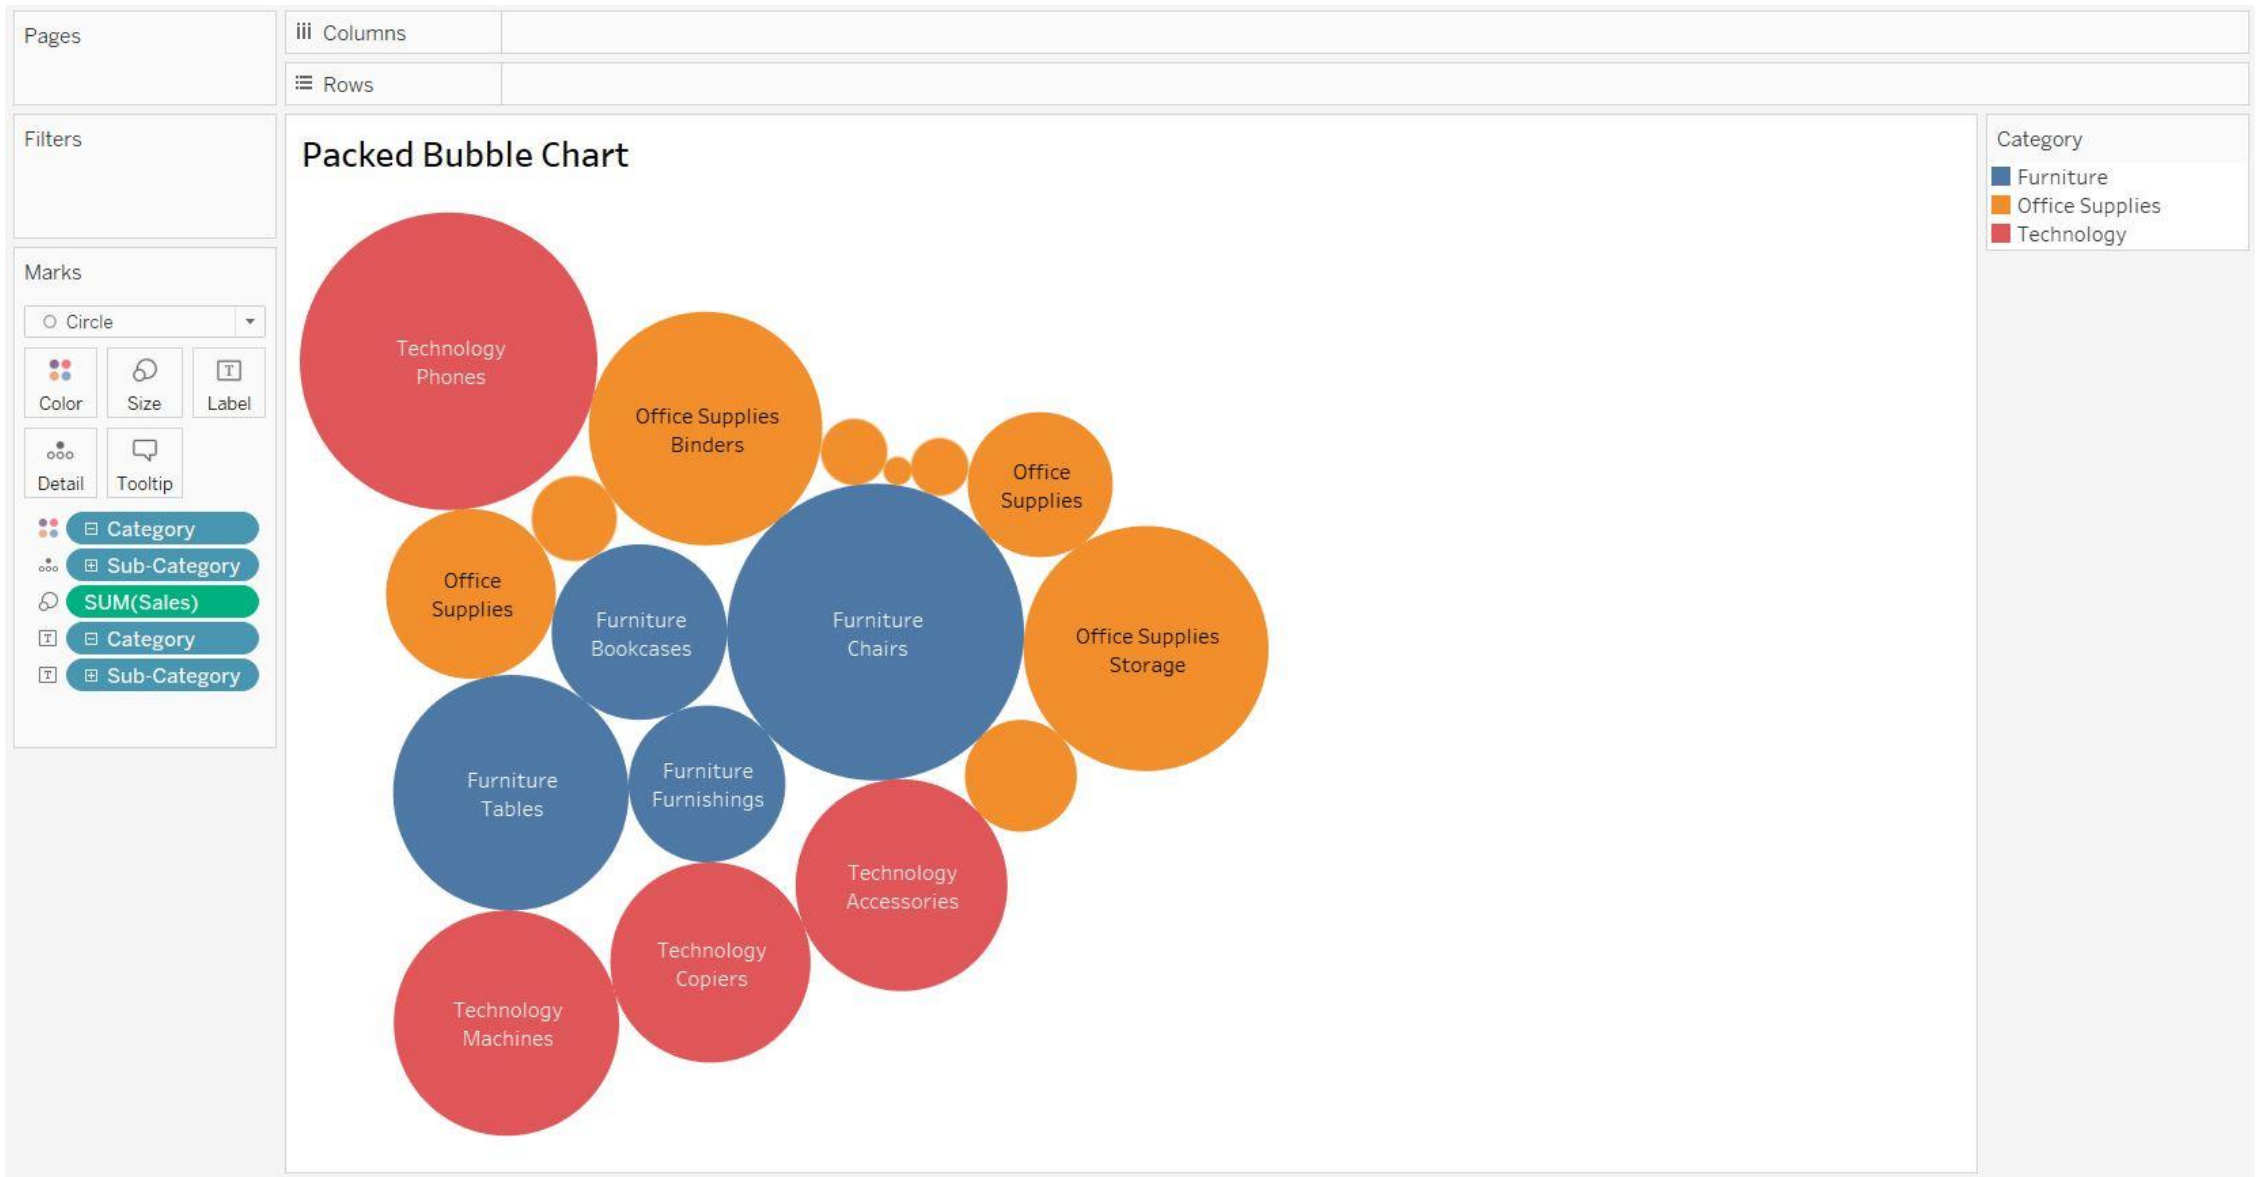 Pages
Columns
Rows
Filters
Marks
Circle
Color
Size
T
Label
Detail
Tooltip
Category
Sub-Category
SUM(Sales)
T
Category
T
Sub-Category
Packed Bubble Chart
Technology
Phones
Office Supplies
Binders
Office
Supplies
Office
Supplies
Furniture
Bookcases
Furniture
Chairs
Office Supplies
Storage
Furniture
Tables
Furniture
Furnishings
Technology
Accessories
Technology
Copiers
Technology
Machines
Category
Furniture
Office Supplies
Technology